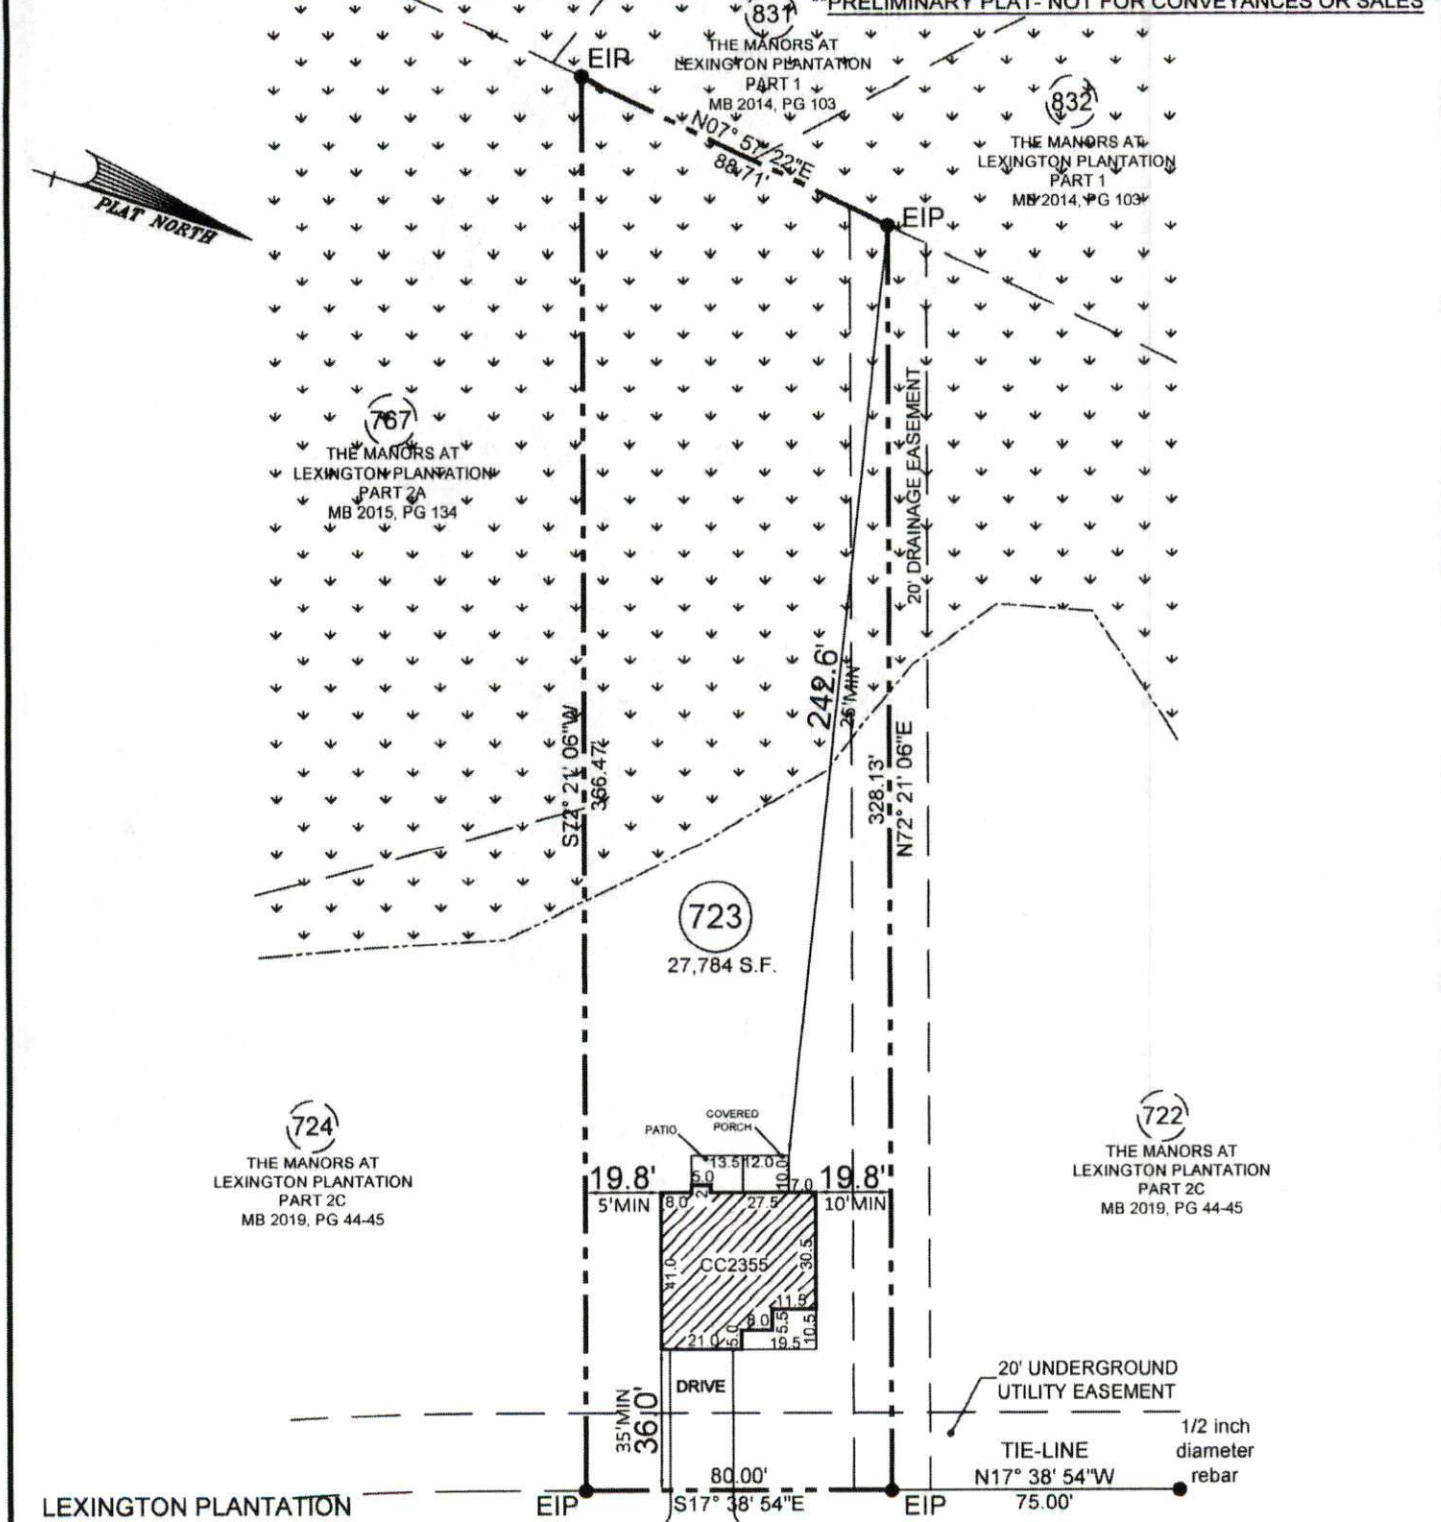 **PRELIMINARY PLAT- NOT FOR CONVEYANCES OR SALES
831
THE MANORS AT
LEXINGTON PLANTATION
PART 1
MB 2014, PG 103
EIP
832
THE MANORS AT
LEXINGTON PLANTATION
PART 1
MB 2014, PG 103
N07° 57' 22"E
88.71'
EIP
PLAT NORTH
767
THE MANORS AT
LEXINGTON PLANTATION
PART 2A
MB 2015, PG 134
20' DRAINAGE EASEMENT
242.6'
25'MIN
S72° 21' 06"W
366.47'
328.13'
N72° 21' 06"E
723
27,784 S.F.
724
THE MANORS AT
LEXINGTON PLANTATION
PART 2C
MB 2019, PG 44-45
722
THE MANORS AT
LEXINGTON PLANTATION
PART 2C
MB 2019, PG 44-45
PATIO
COVERED
PORCH
13.5
12.0
10.0
5.0
2
7.0
19.8'
5'MIN
8.0
27.5
19.8'
10'MIN
41.0
CC2355
30.5
11.5
8.0
5.5
10.5
21.0
5.0
19.5
DRIVE
35'MIN
36.0'
20' UNDERGROUND
UTILITY EASEMENT
1/2 inch
diameter
rebar
TIE-LINE
N17° 38' 54"W
75.00'
80.00'
S17° 38' 54"E
EIP
EIP
LEXINGTON PLANTATION